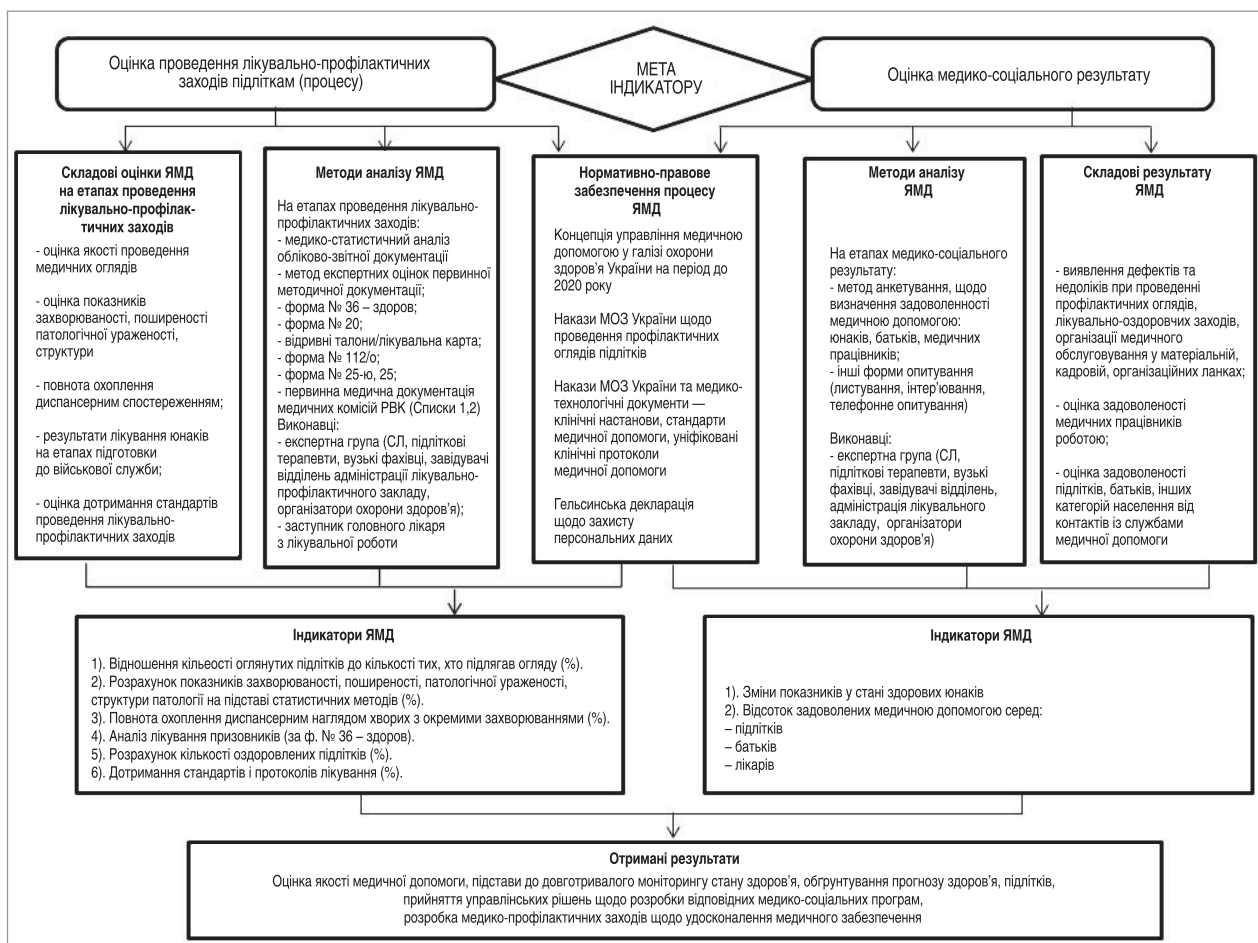 Оцінка проведення лікувально-профілактичних
заходів підліткам (процесу)
МЕТА
ІНДИКАТОРУ
Оцінка медико-соціального результату
Складові оцінки ЯМД
на етапах проведення
лікувально-профілак-
тичних заходів
- оцінка якості проведення
медичних оглядів
- оцінка показників
захворюваності, поширеності
патологічної ураженості,
структури
- повнота охоплення
диспансерним спостереженням;
- результати лікування юнаків
на етапах підготовки
до військової служби;
- оцінка дотримання стандартів
проведення лікувально-
профілактичних заходів
Методи аналізу ЯМД
На етапах проведення лікувально-
профілактичних заходів:
- медико-статистичний аналіз
обліково-звітної документації
- метод експертних оцінок первинної
методичної документації;
- форма № 36 – здоров;
- форма № 20;
- відривні талони/лікувальна карта;
- форма № 112/о;
- форма № 25-ю, 25;
- первинна медична документація
медичних комісій РВК (Списки 1,2)
Виконавці:
- експертна група (СЛ, підліткові
терапевти, вузькі фахівці, завідувачі
відділень адміністрації лікувально-
профілактичного закладу,
організатори охорони здоров'я);
- заступник головного лікаря
з лікувальної роботи
Нормативно-правове
забезпечення процесу
ЯМД
Концепція управління медичною
допомогою у галізі охорони
здоров'я України на період до
2020 року
Накази МОЗ України щодо
проведення профілактичних
оглядів підлітків
Накази МОЗ України та медико-
технологічні документи —
клінічні настанови, стандарти
медичної допомоги, уніфіковані
клінічні протоколи
медичної допомоги
Гельсинська декларація
щодо захисту
персональних даних
Методи аналізу
ЯМД
На етапах медико-соціального
результату:
- метод анкетування, щодо
визначення задоволенності
медичною допомогою:
юнаків, батьків, медичних
працівників;
- інші форми опитування
(листування, інтер'ювання,
телефонне опитування)
Виконавці:
- експертна група (СЛ,
підліткові терапевти, вузькі
фахівці, завідувачі відділень,
адміністрація лікувального
закладу, організатори
охорони здоров'я)
Складові результату
ЯМД
- виявлення дефектів та
недоліків при проведенні
профілактичних оглядів,
лікувально-оздоровчих заходів,
організації медичного
обслуговування у матеріальній,
кадровій, організаційних ланках;
- оцінка задоволеності
медичних працівників
роботою;
- оцінка задоволеності
підлітків, батьків, інших
категорій населення від
контактів із службами
медичної допомоги
Індикатори ЯМД
1). Відношення кільеості оглянутих підлітків до кількості тих, хто підлягав огляду (%).
2). Розрахунок показників захворюваності, поширеності, патологічної ураженості,
структури патології на підставі статистичних методів (%).
3). Повнота охоплення диспансерним наглядом хворих з окремими захворюваннями (%).
4). Аналіз лікування призовників (за ф. № 36 – здоров).
5). Розрахунок кількості оздоровлених підлітків (%).
6). Дотримання стандартів і протоколів лікування (%).
Індикатори ЯМД
1). Зміни показників у стані здорових юнаків
2). Відсоток задоволених медичною допомогою серед:
– підлітків
– батьків
– лікарів
Отримані результати
Оцінка якості медичної допомоги, підстави до довготривалого моніторингу стану здоров'я, обґрунтування прогнозу здоров'я, підлітків,
прийняття управлінських рішень щодо розробки відповідних медико-соціальних програм,
розробка медико-профілактичних заходів щодо удосконалення медичного забезпечення